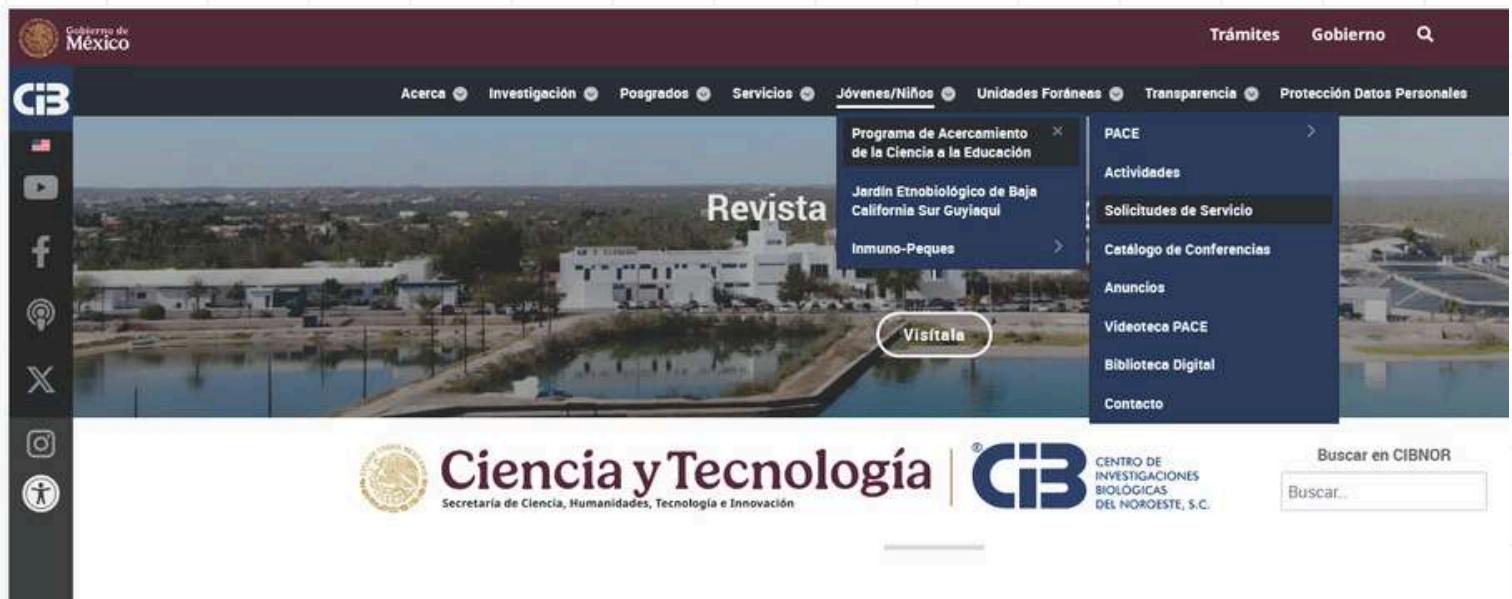 Gobierno de
México
Trámites Gobierno
CiB
Acerca Investigación Posgrados Servicios Jóvenes/Niños Unidades Foráneas Transparencia Protección Datos Personales
Programa de Acercamiento
de la Ciencia a la Educación
Jardín Etnobiológico de Baja
California Sur Guyiaqui
Inmuno-Peques
PACE
Actividades
Solicitudes de Servicio
Catálogo de Conferencias
Anuncios
Videoteca PACE
Biblioteca Digital
Contacto
Revista
Visítala
Ciencia y Tecnología
Secretaría de Ciencia, Humanidades, Tecnología e Innovación
®CiB
CENTRO DE
INVESTIGACIONES
BIOLÓGICAS
DEL NOROESTE, S.C.
Buscar en CIBNOR
Buscar...